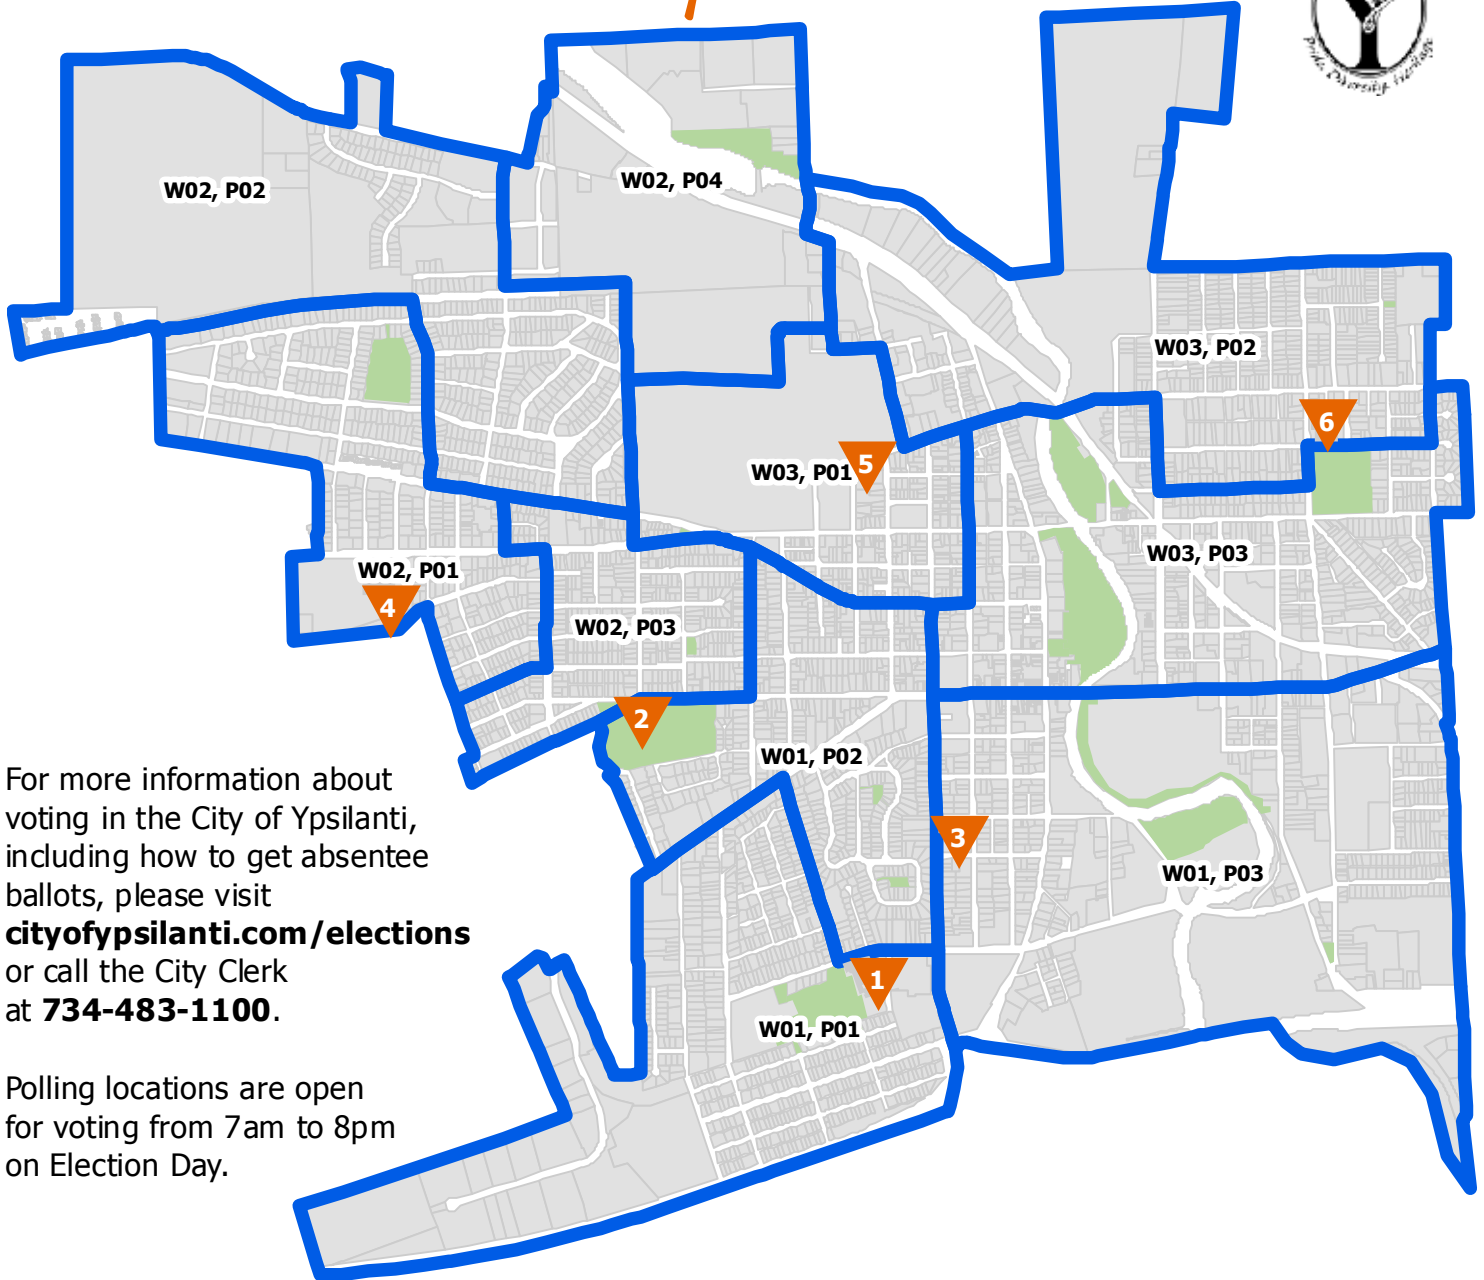 Pride, Diversity, Heritage
W02, P02
W02, P04
W03, P02
6
W03, P01
5
W03, P03
W02, P01
4
W02, P03
2
W01, P02
3
W01, P03
1
W01, P01
For more information about
voting in the City of Ypsilanti,
including how to get absentee
ballots, please visit
cityofypsilanti.com/elections
or call the City Clerk
at 734-483-1100.
Polling locations are open
for voting from 7am to 8pm
on Election Day.